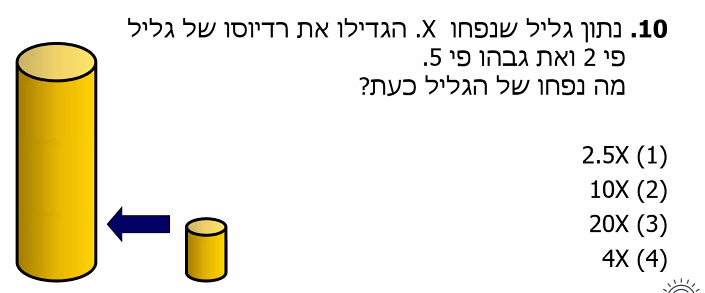 10. נתון גליל שנפחו X. הגדילו את רדיוסו של גליל
פי 2 ואת גבהו פי 5.
מה נפחו של הגליל כעת?
(1) 2.5X
(2) 10X
(3) 20X
(4) 4X